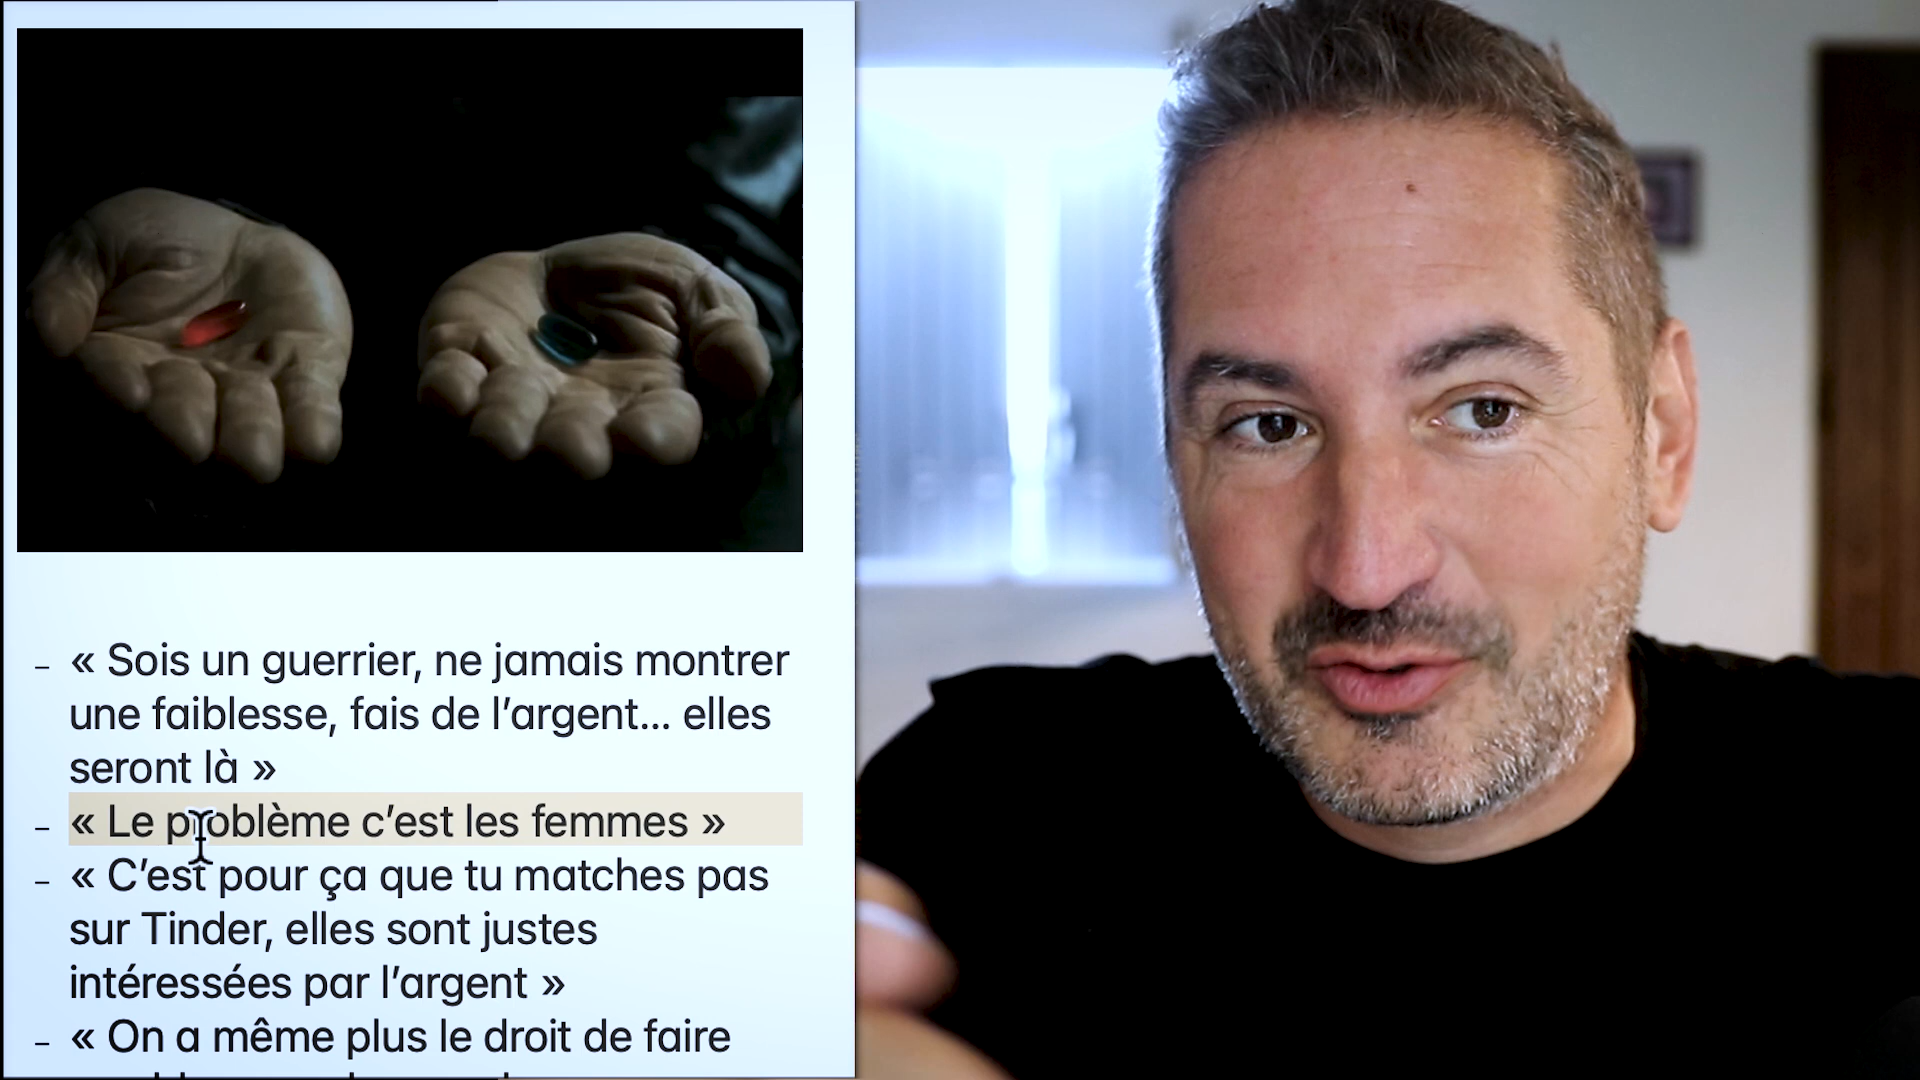 – « Sois un guerrier, ne jamais montrer
une faiblesse, fais de l’argent... elles
seront là »
– « Le problème c’est les femmes »
– « C’est pour ça que tu matches pas
sur Tinder, elles sont justes
intéressées par l’argent »
– « On a même plus le droit de faire